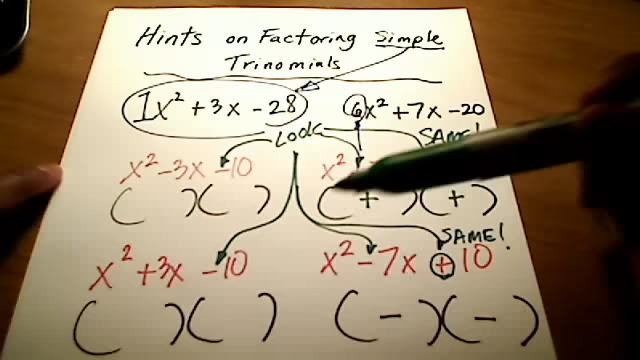 Hints on Factoring Simple
Trinomials
1x² + 3x - 28 6x² + 7x - 20
LOOK SAME!
x² - 3x - 10 x²
( )( ) ( + )( + )
SAME!
x² + 3x - 10 x² - 7x + 10
( )( ) ( - )( - )